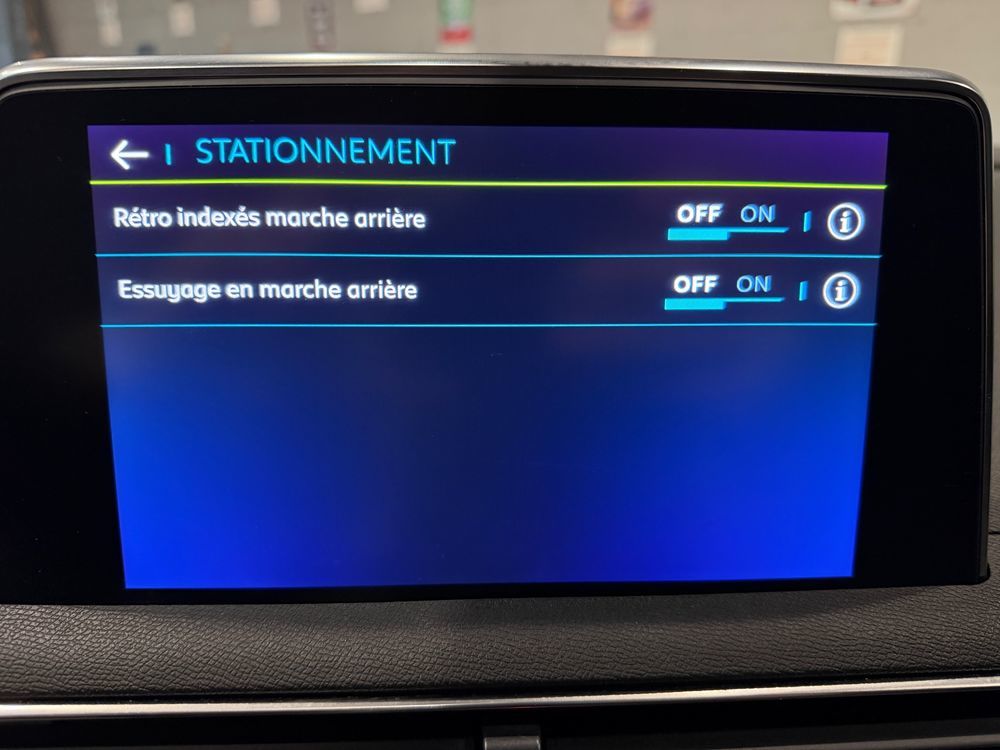 STATIONNEMENT
Rétro indexés marche arrière OFF ON
Essuyage en marche arrière OFF ON